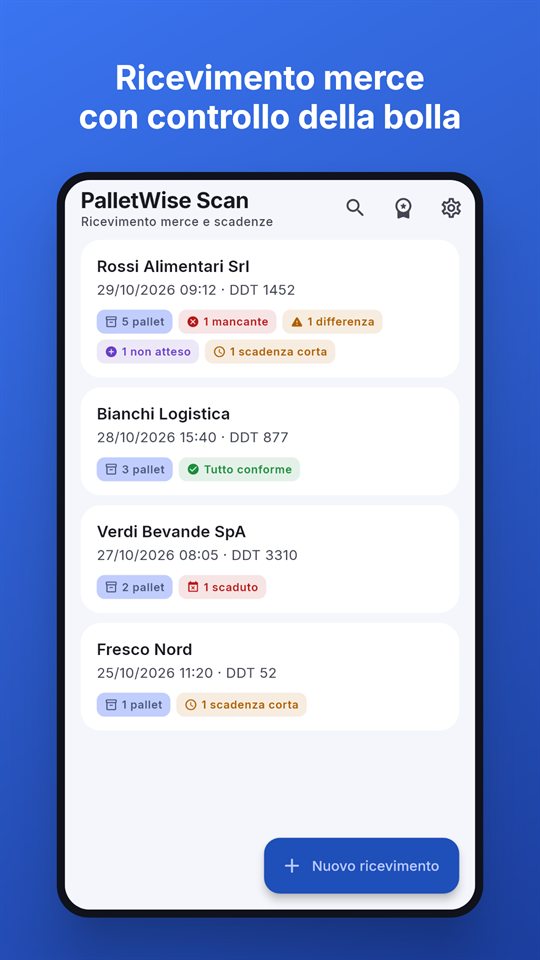 Ricevimento merce
con controllo della bolla
PalletWise Scan
Ricevimento merce e scadenze
Rossi Alimentari Srl
29/10/2026 09:12 · DDT 1452
5 pallet 1 mancante 1 differenza
1 non atteso 1 scadenza corta
Bianchi Logistica
28/10/2026 15:40 · DDT 877
3 pallet Tutto conforme
Verdi Bevande SpA
27/10/2026 08:05 · DDT 3310
2 pallet 1 scaduto
Fresco Nord
25/10/2026 11:20 · DDT 52
1 pallet 1 scadenza corta
Nuovo ricevimento